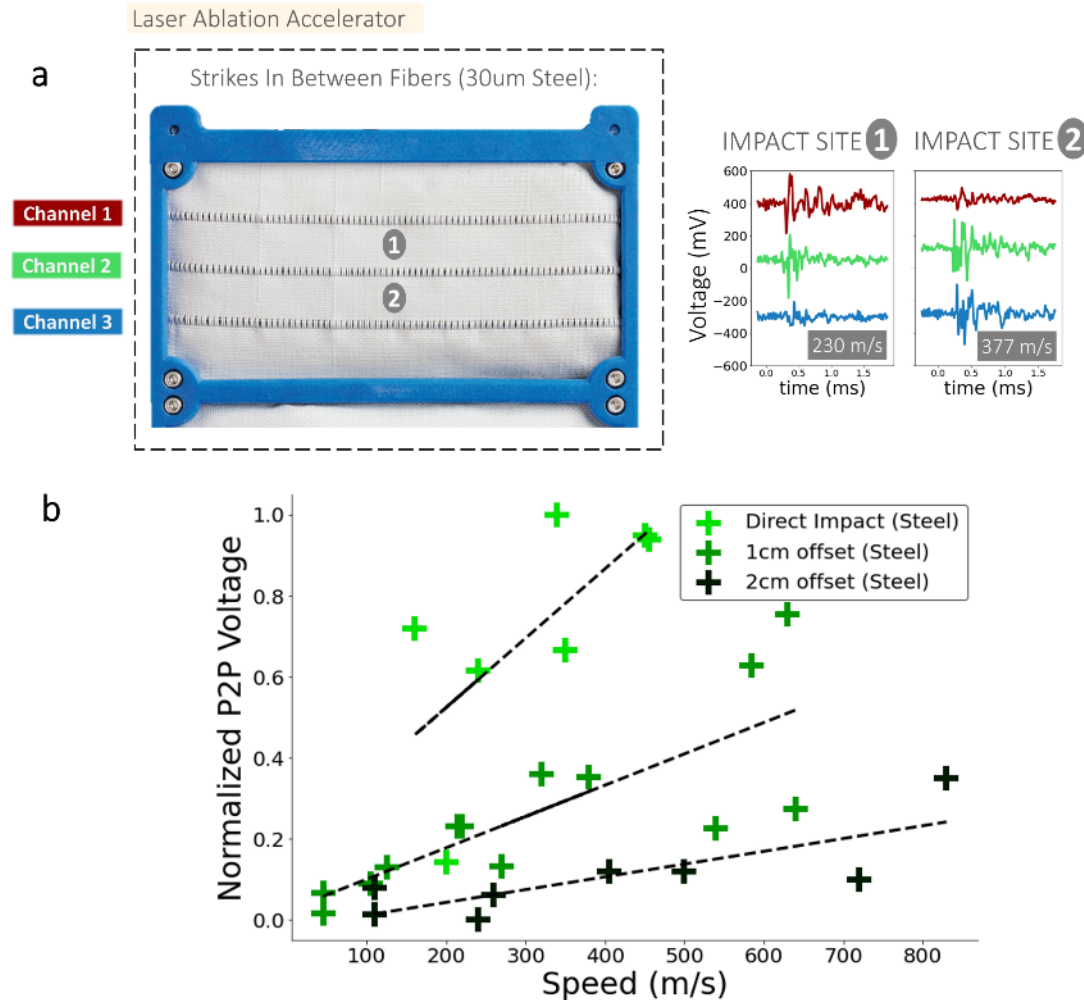 Laser Ablation Accelerator
a
Strikes In Between Fibers (30um Steel):
Channel 1
Channel 2
Channel 3
1
2
IMPACT SITE 1
IMPACT SITE 2
Voltage (mV)
600
400
200
0
−200
−400
−600
230 m/s
377 m/s
0.0 0.5 1.0 1.5
0.0 0.5 1.0 1.5
time (ms)
time (ms)
b
Normalized P2P Voltage
1.0
0.8
0.6
0.4
0.2
0.0
Direct Impact (Steel)
1cm offset (Steel)
2cm offset (Steel)
100 200 300 400 500 600 700 800
Speed (m/s)